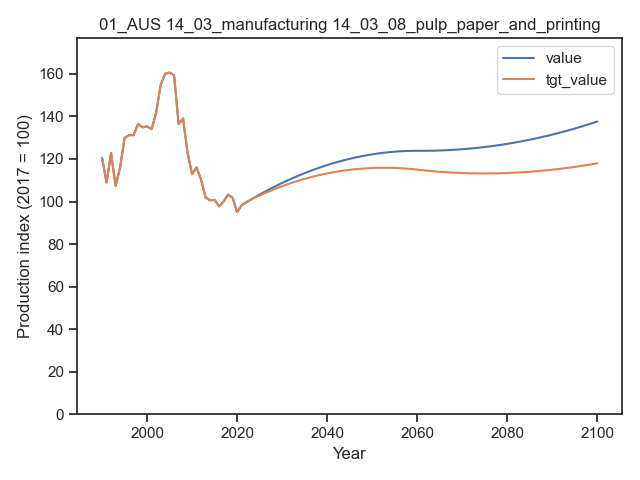 01_AUS 14_03_manufacturing 14_03_08_pulp_paper_and_printing
value
tgt_value
Production index (2017 = 100)
160
140
120
100
80
60
40
20
0
2000 2020 2040 2060 2080 2100
Year